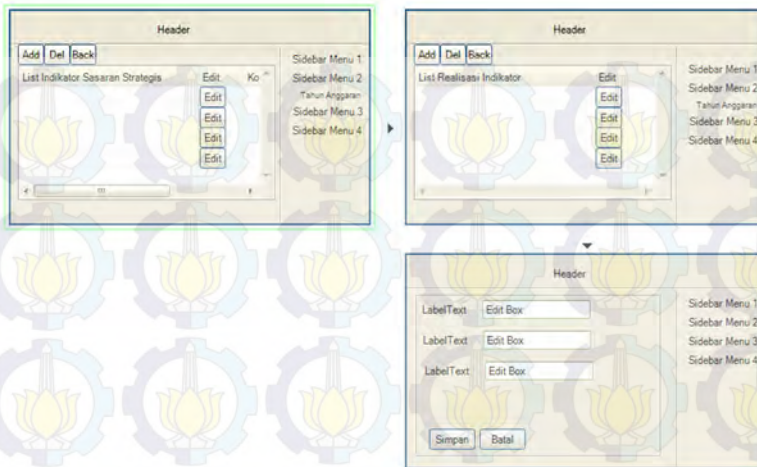 Header
Add Del Back
List Indikator Sasaran Strategis Edit Ko
Edit
Edit
Edit
Edit
Sidebar Menu 1
Sidebar Menu 2
Tahun Anggaran
Sidebar Menu 3
Sidebar Menu 4
Header
Add Del Back
List Realisasi Indikator Edit
Edit
Edit
Edit
Edit
Sidebar Menu 1
Sidebar Menu 2
Tahun Anggaran
Sidebar Menu 3
Sidebar Menu 4
Header
LabelText Edit Box
LabelText Edit Box
LabelText Edit Box
Simpan Batal
Sidebar Menu 1
Sidebar Menu 2
Sidebar Menu 3
Sidebar Menu 4